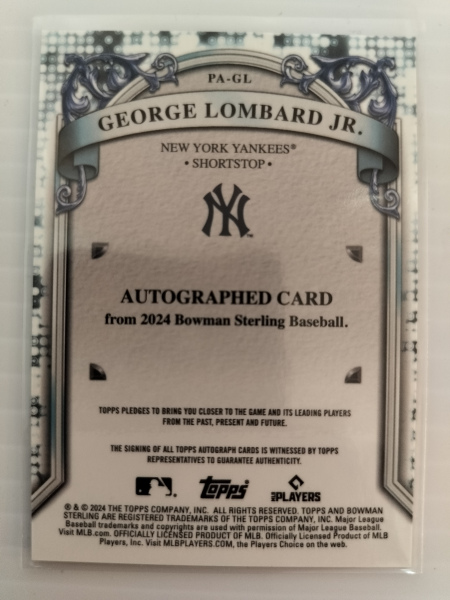 PA-GL
GEORGE LOMBARD JR.
NEW YORK YANKEES®
• SHORTSTOP •
NY
AUTOGRAPHED CARD
from 2024 Bowman Sterling Baseball.
TOPPS PLEDGES TO BRING YOU CLOSER TO THE GAME AND ITS LEADING PLAYERS
FROM THE PAST, PRESENT AND FUTURE.
THE SIGNING OF ALL TOPPS AUTOGRAPH CARDS IS WITNESSED BY TOPPS
REPRESENTATIVES TO GUARANTEE AUTHENTICITY.
Topps
MLB PLAYERS
® & © 2024 THE TOPPS COMPANY, INC. ALL RIGHTS RESERVED. TOPPS AND BOWMAN
STERLING ARE REGISTERED TRADEMARKS OF THE TOPPS COMPANY, INC. Major League
Baseball trademarks and copyrights are used with permission of Major League Baseball.
Visit MLB.com. OFFICIALLY LICENSED PRODUCT OF MLB. Officially Licensed Product of MLB
Players, Inc. Visit MLBPLAYERS.COM, the Players Choice on the web.